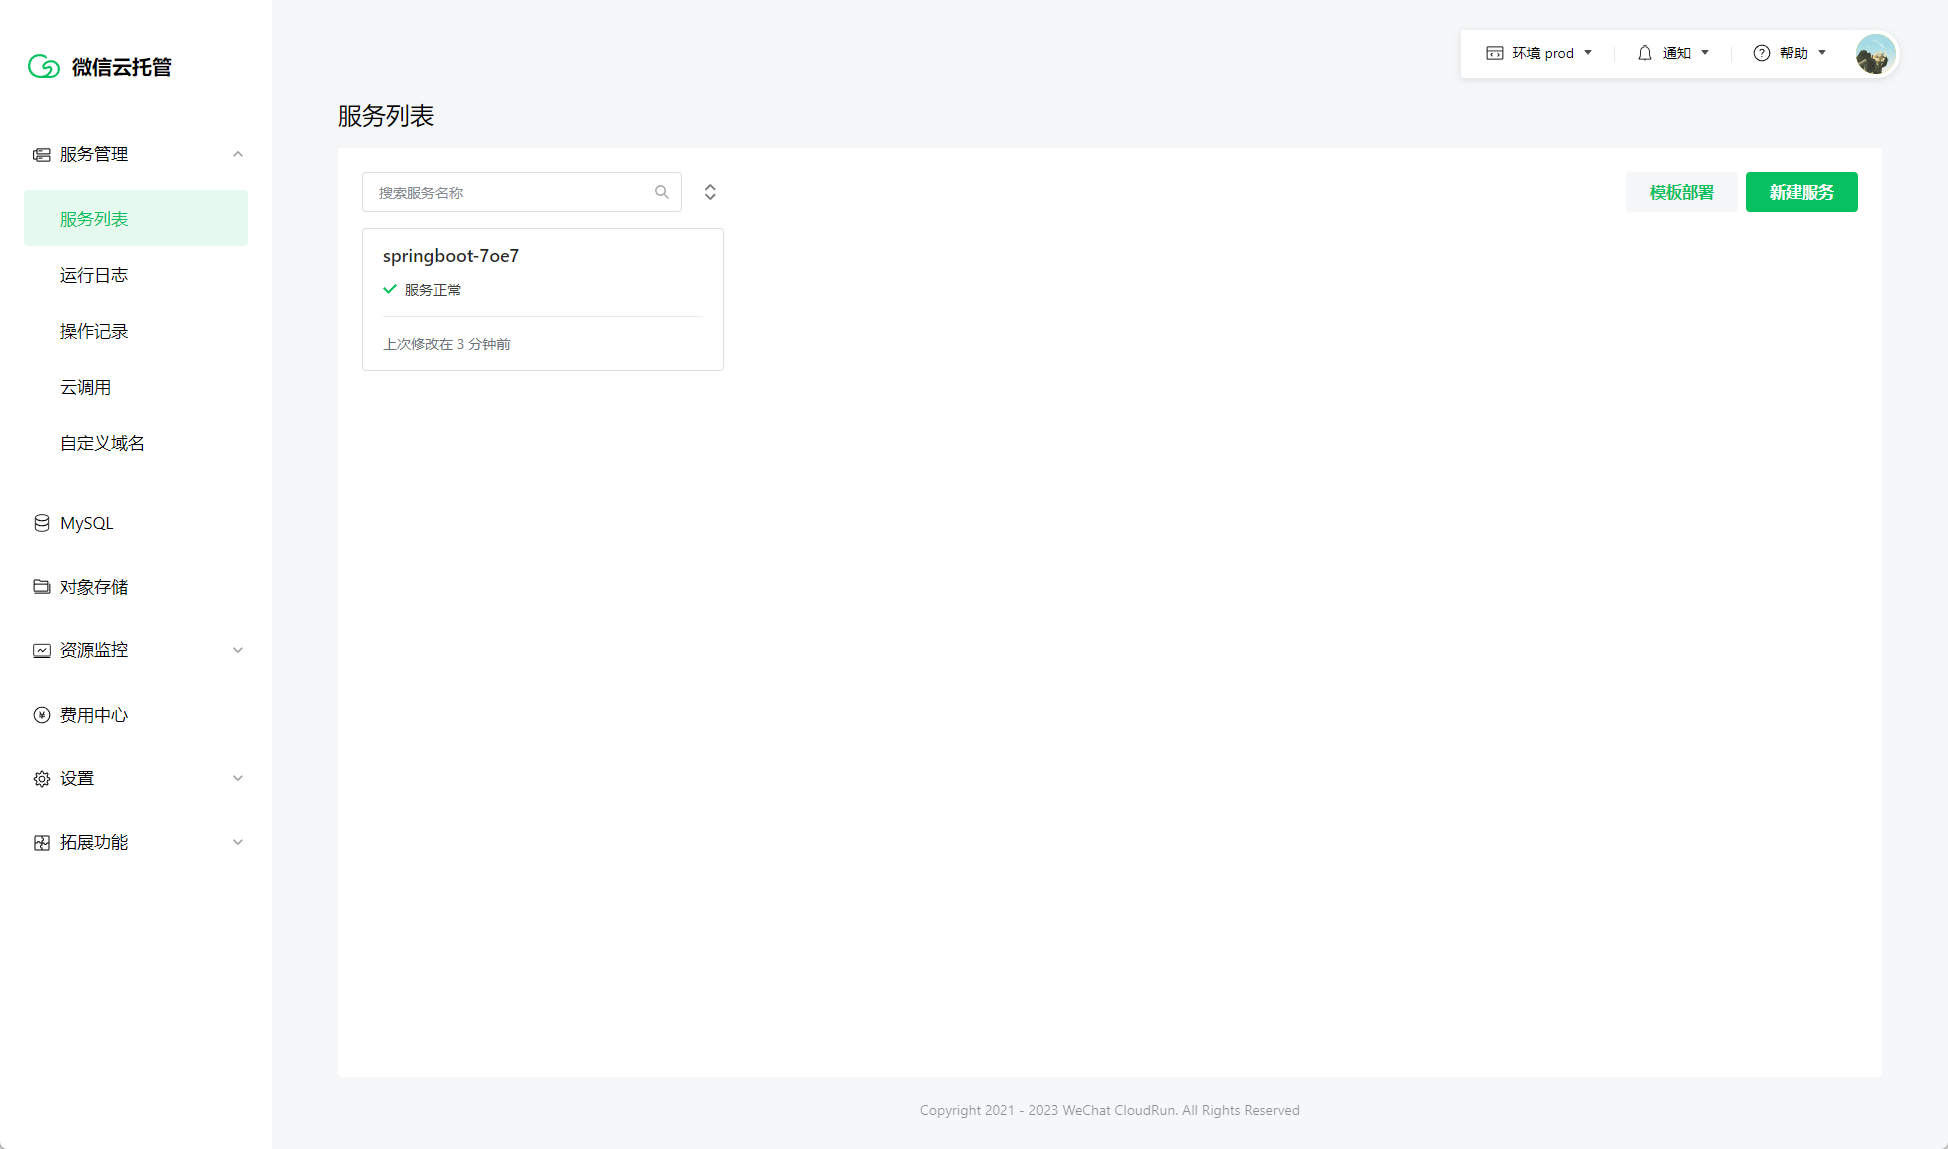 微信云托管
服务管理
服务列表
运行日志
操作记录
云调用
自定义域名
MySQL
对象存储
资源监控
费用中心
设置
拓展功能
环境 prod
通知
帮助
服务列表
搜索服务名称
模板部署
新建服务
springboot-7oe7
服务正常
上次修改在 3 分钟前
Copyright 2021 - 2023 WeChat CloudRun. All Rights Reserved